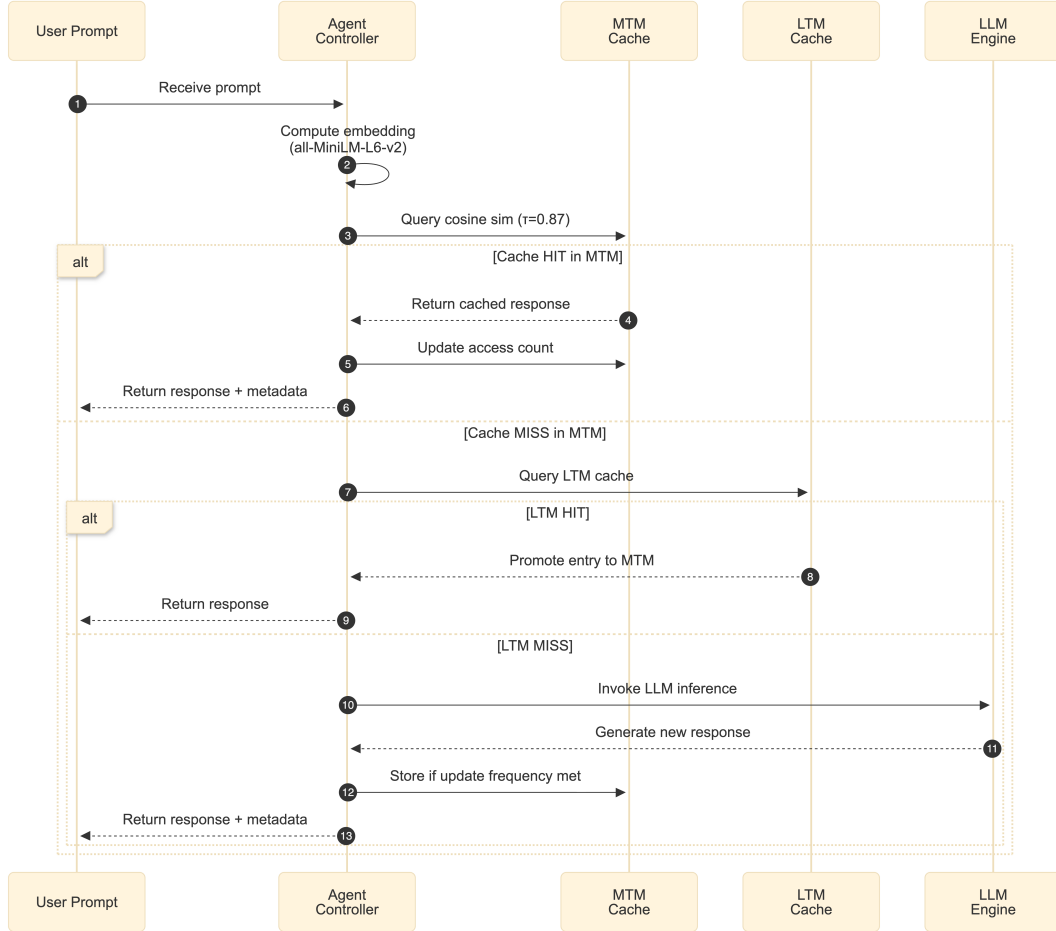 User Prompt
Agent
Controller
MTM
Cache
LTM
Cache
LLM
Engine
Receive prompt
1
Compute embedding
(all-MiniLM-L6-v2)
2
Query cosine sim (τ=0.87)
3
alt
[Cache HIT in MTM]
Return cached response
4
Update access count
5
Return response + metadata
6
[Cache MISS in MTM]
Query LTM cache
7
alt
[LTM HIT]
Promote entry to MTM
8
Return response
9
[LTM MISS]
Invoke LLM inference
10
Generate new response
11
Store if update frequency met
12
Return response + metadata
13
User Prompt
Agent
Controller
MTM
Cache
LTM
Cache
LLM
Engine